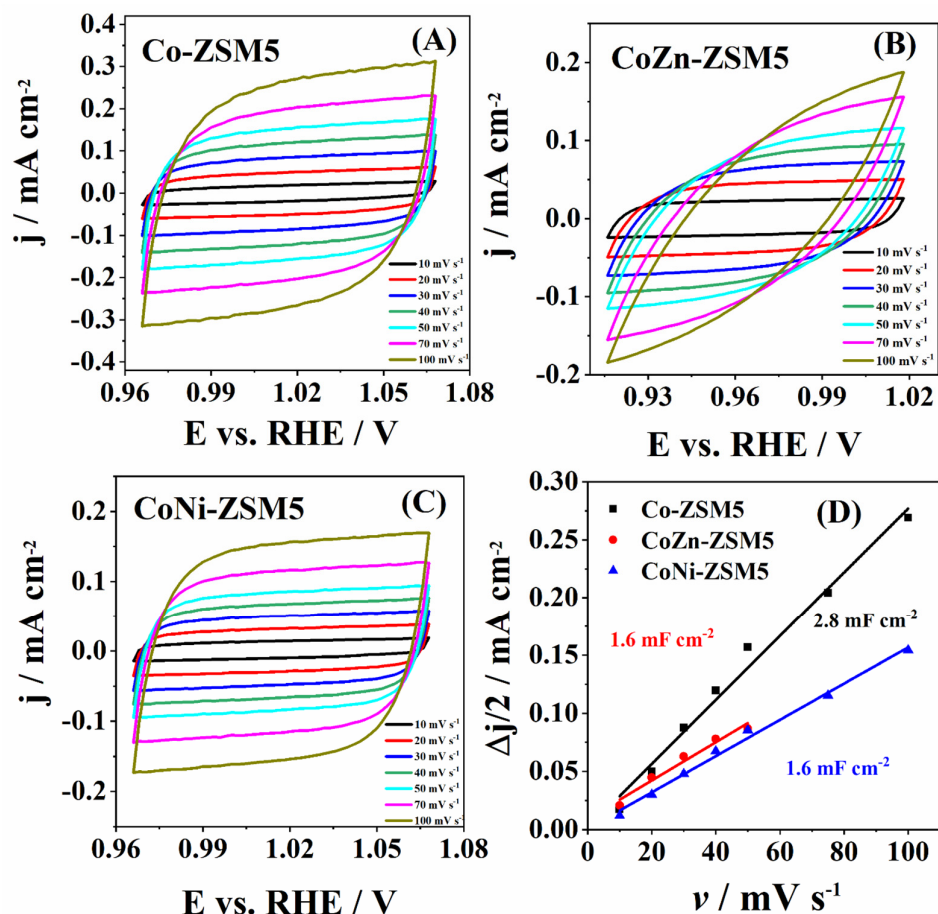 Co-ZSM5
(A)
0.4
0.3
0.2
0.1
0.0
-0.1
-0.2
-0.3
-0.4
j / mA cm-2
10 mV s-1
20 mV s-1
30 mV s-1
40 mV s-1
50 mV s-1
70 mV s-1
100 mV s-1
0.96 0.99 1.02 1.05 1.08
E vs. RHE / V
CoZn-ZSM5
(B)
0.2
0.1
0.0
-0.1
-0.2
j / mA cm-2
10 mV s-1
20 mV s-1
30 mV s-1
40 mV s-1
50 mV s-1
70 mV s-1
100 mV s-1
0.93 0.96 0.99 1.02
E vs. RHE / V
CoNi-ZSM5
(C)
0.2
0.1
0.0
-0.1
-0.2
j / mA cm-2
10 mV s-1
20 mV s-1
30 mV s-1
40 mV s-1
50 mV s-1
70 mV s-1
100 mV s-1
0.96 0.99 1.02 1.05 1.08
E vs. RHE / V
(D)
0.30
0.25
0.20
0.15
0.10
0.05
0.00
Δj/2 / mA cm-2
Co-ZSM5
CoZn-ZSM5
CoNi-ZSM5
2.8 mF cm-2
1.6 mF cm-2
1.6 mF cm-2
0 20 40 60 80 100
ν / mV s-1